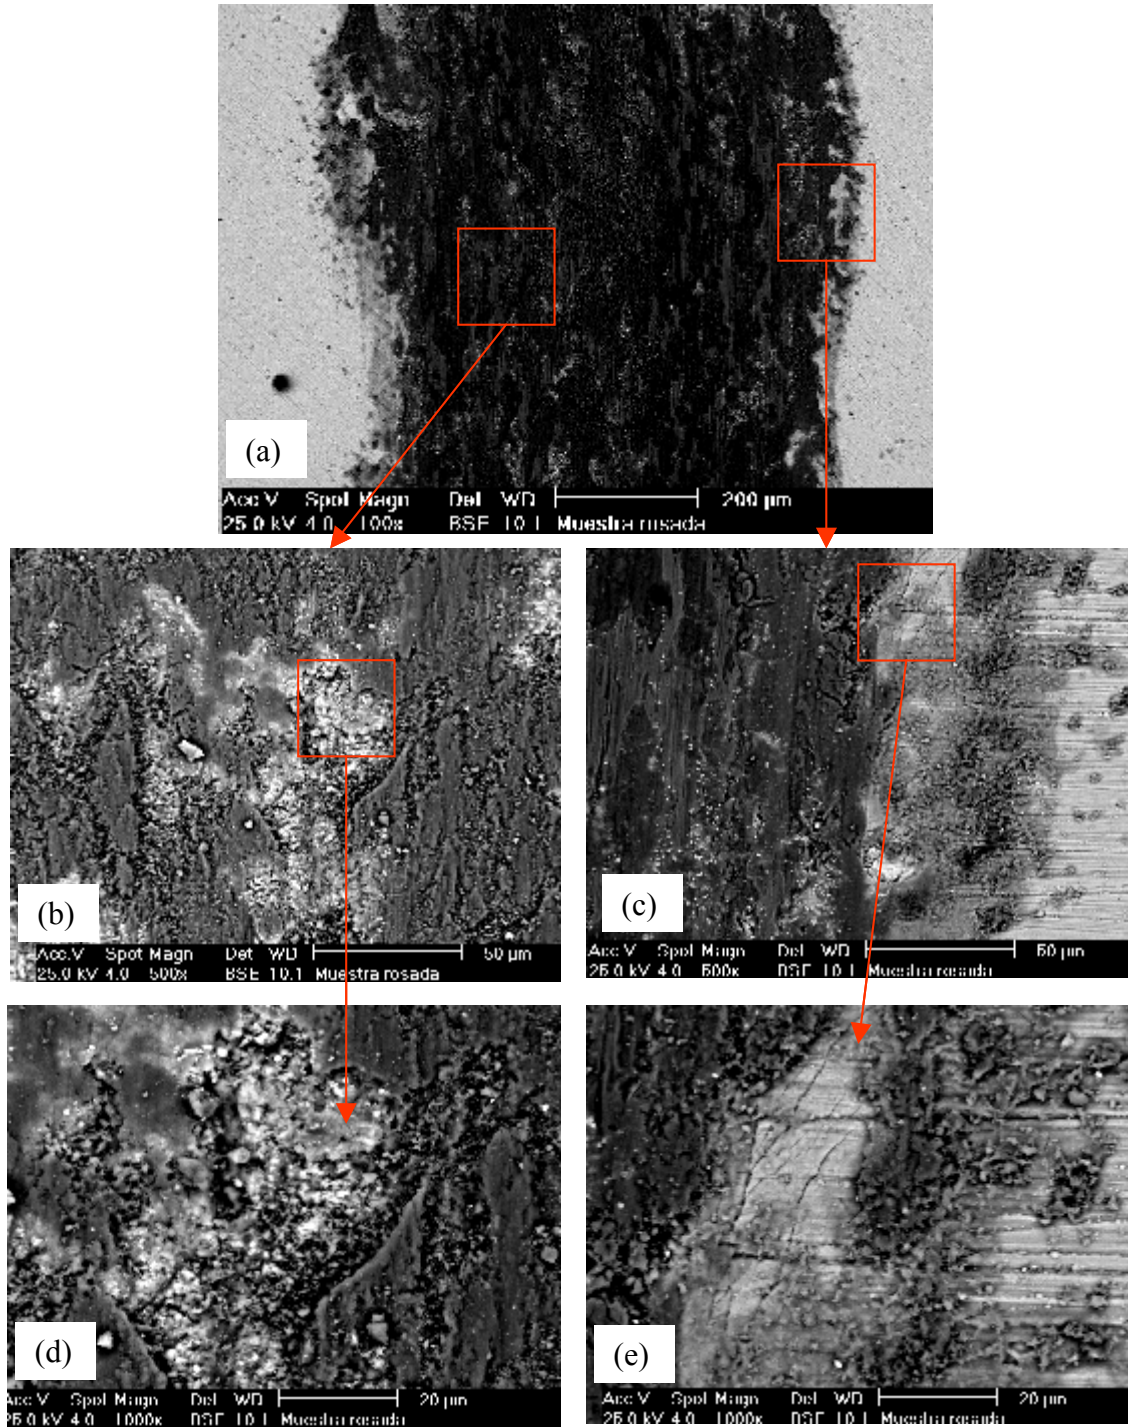 (a)
Acc.V Spot Magn Det WD 200 µm
25.0 kV 4.0 100x BSE 10.1 Muestra rosada
(b)
Acc.V Spot Magn Det WD 50 µm
25.0 kV 4.0 500x BSE 10.1 Muestra rosada
(c)
Acc.V Spot Magn Det WD 50 µm
25.0 kV 4.0 500x BSE 10.1 Muestra rosada
(d)
Acc.V Spot Magn Det WD 20 µm
25.0 kV 4.0 1000x BSE 10.1 Muestra rosada
(e)
Acc.V Spot Magn Det WD 20 µm
25.0 kV 4.0 1000x BSE 10.1 Muestra rosada